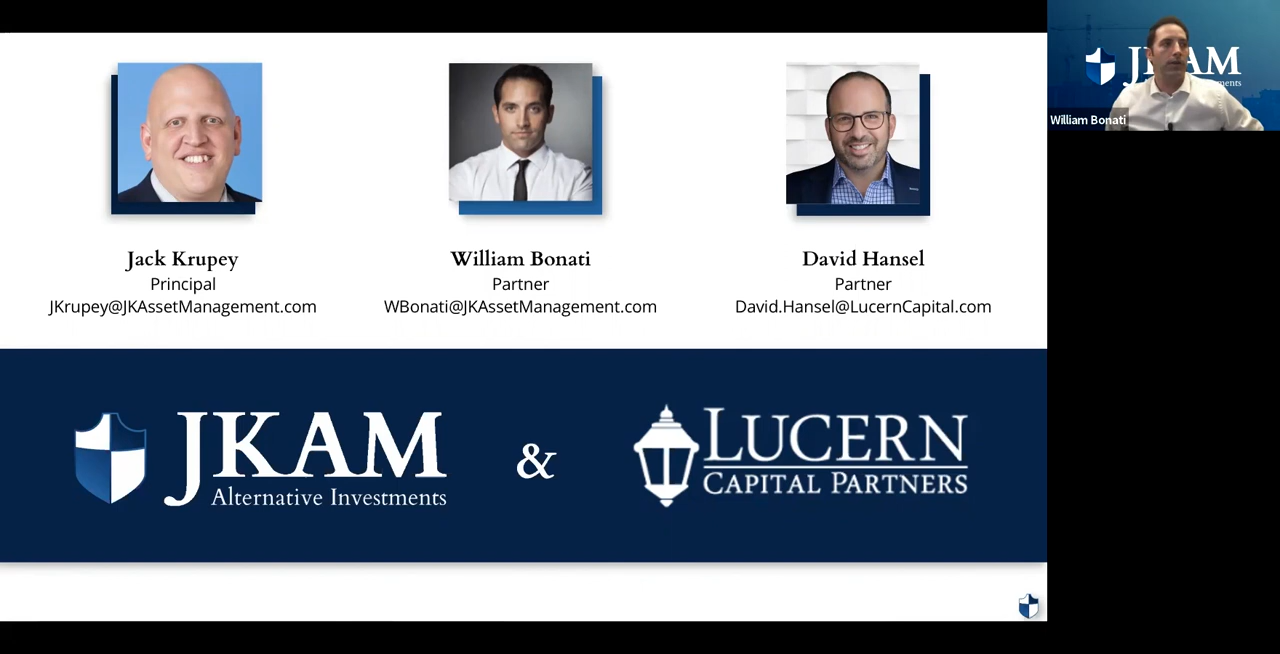 Jack Krupey
Principal
JKrupey@JKAssetManagement.com
William Bonati
Partner
WBonati@JKAssetManagement.com
David Hansel
Partner
David.Hansel@LucernCapital.com
JKAM
Alternative Investments
&
LUCERN
CAPITAL PARTNERS
JKAM
William Bonati